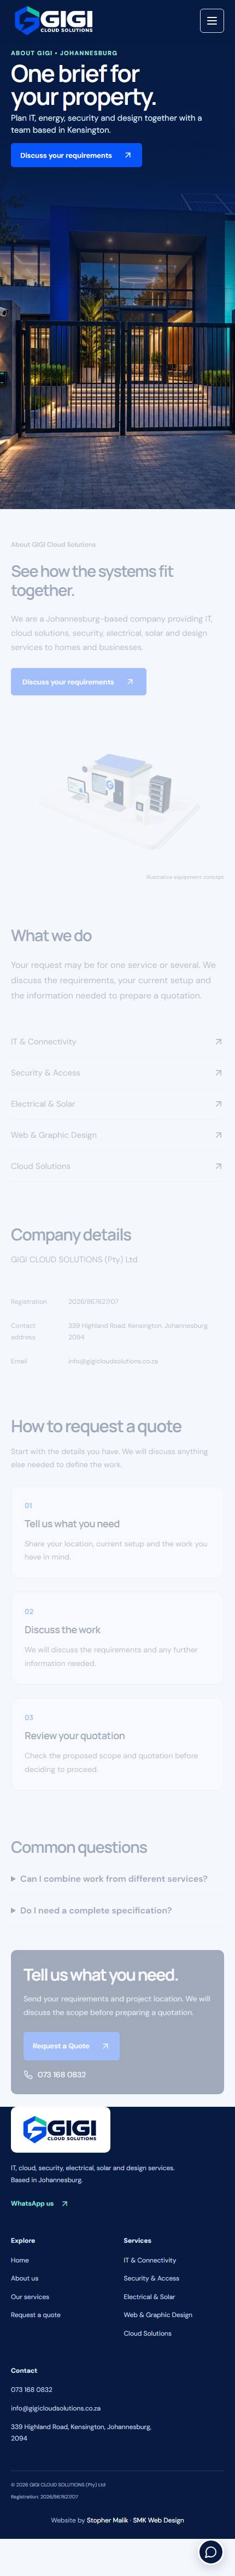 GIGI
CLOUD SOLUTIONS
ABOUT GIGI • JOHANNESBURG
One brief for
your property.
Plan IT, energy, security and design together with a
team based in Kensington.
Discuss your requirements
About GIGI Cloud Solutions
See how the systems fit
together.
We are a Johannesburg-based company providing IT,
cloud solutions, security, electrical, solar and design
services to homes and businesses.
Discuss your requirements
Illustrative equipment concept
What we do
Your request may be for one service or several. We
discuss the requirements, your current setup and
the information needed to prepare a quotation.
IT & Connectivity
Security & Access
Electrical & Solar
Web & Graphic Design
Cloud Solutions
Company details
GIGI CLOUD SOLUTIONS (Pty) Ltd
Registration 2026/967627/07
Contact address 339 Highland Road, Kensington, Johannesburg,
2094
Email info@gigicloudsolutions.co.za
How to request a quote
Start with the details you have. We will discuss anything
else needed to define the work.
01
Tell us what you need
Share your location, current setup and the work you
have in mind.
02
Discuss the work
We will discuss the requirements and any further
information needed.
03
Review your quotation
Check the proposed scope and quotation before
deciding to proceed.
Common questions
Can I combine work from different services?
Do I need a complete specification?
Tell us what you need.
Send your requirements and project location. We will
discuss the scope before preparing a quotation.
Request a Quote
073 168 0832
GIGI
CLOUD SOLUTIONS
IT, cloud, security, electrical, solar and design services.
Based in Johannesburg.
WhatsApp us
Explore
Home
About us
Our services
Request a quote
Services
IT & Connectivity
Security & Access
Electrical & Solar
Web & Graphic Design
Cloud Solutions
Contact
073 168 0832
info@gigicloudsolutions.co.za
339 Highland Road, Kensington, Johannesburg,
2094
© 2026 GIGI CLOUD SOLUTIONS (Pty) Ltd
Registration: 2026/967627/07
Website by Stopher Malik · SMK Web Design